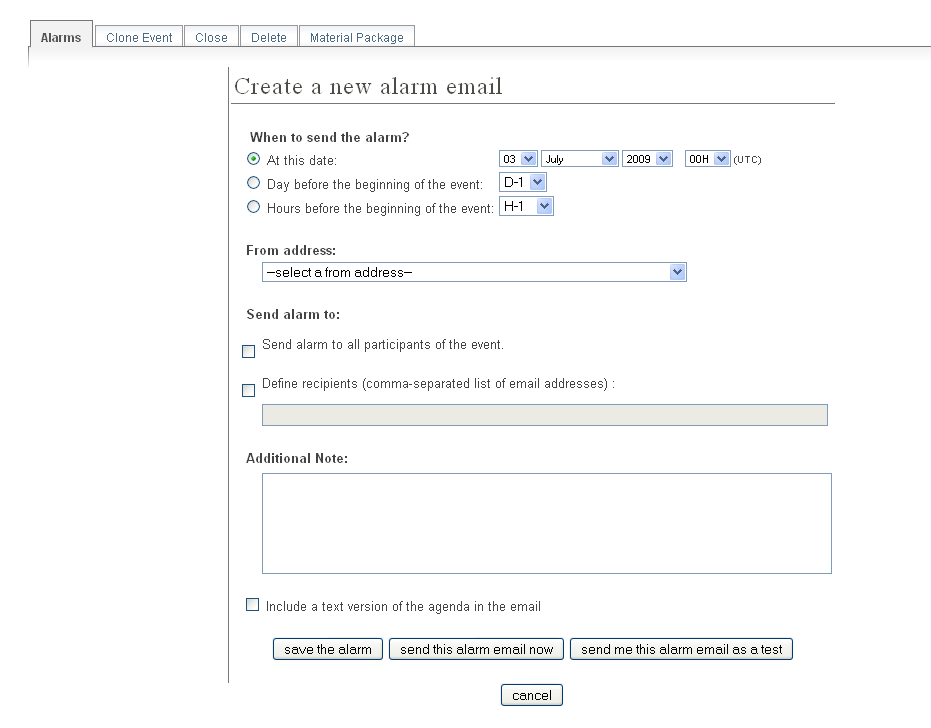 Alarms Clone Event Close Delete Material Package
Create a new alarm email
When to send the alarm?
At this date: 03 July 2009 00H (UTC)
Day before the beginning of the event: D-1
Hours before the beginning of the event: H-1
From address:
--select a from address--
Send alarm to:
Send alarm to all participants of the event.
Define recipients (comma-separated list of email addresses) :
Additional Note:
Include a text version of the agenda in the email
save the alarm send this alarm email now send me this alarm email as a test
cancel